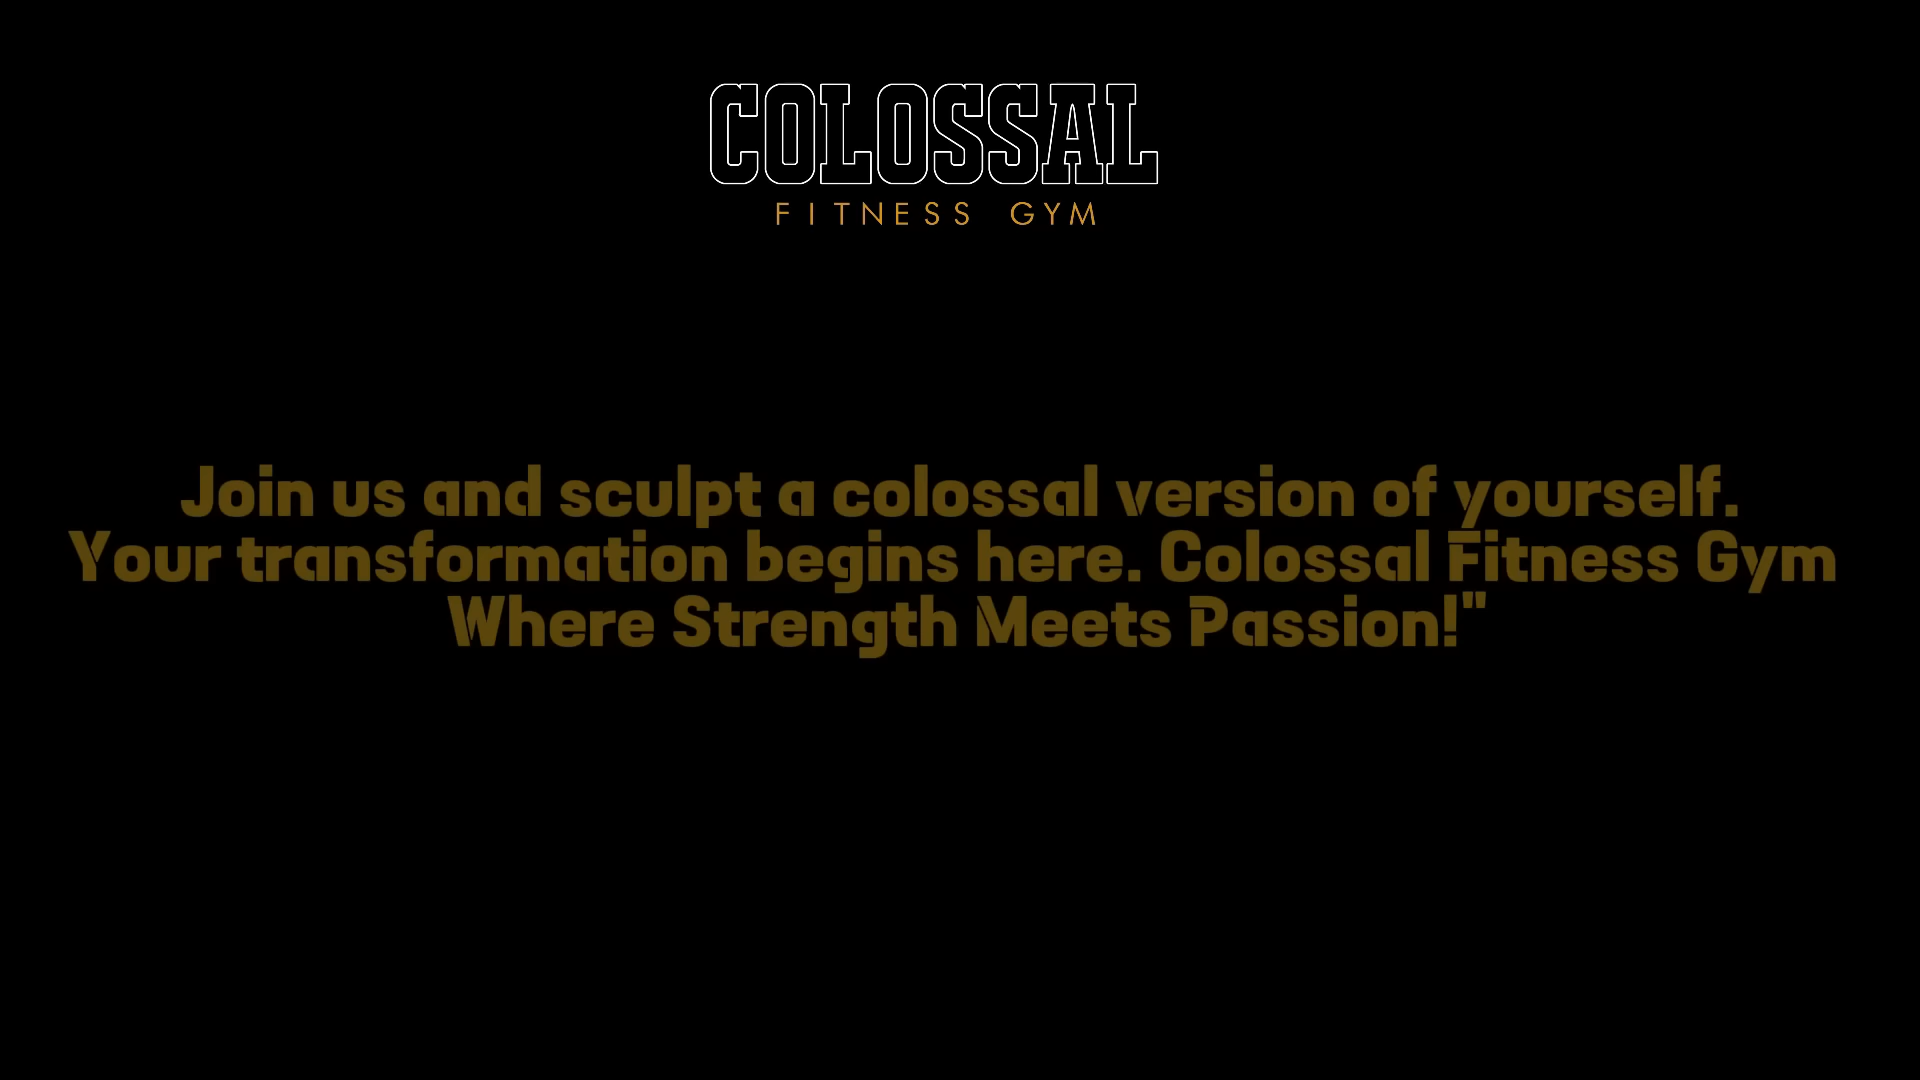 COLOSSAL
FITNESS GYM
Join us and sculpt a colossal version of yourself.
Your transformation begins here. Colossal Fitness Gym
Where Strength Meets Passion!"